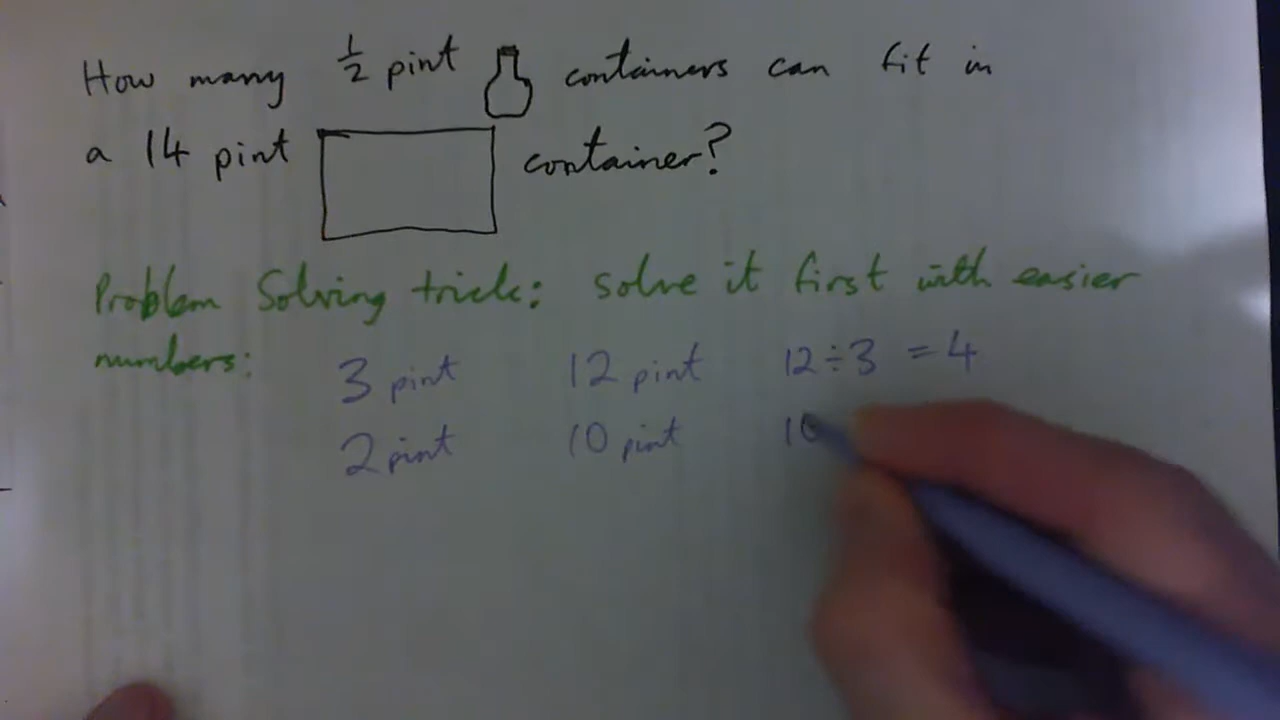 How many 1/2 pint containers can fit in
a 14 pint container?
Problem Solving trick: solve it first with easier
numbers:
3 pint 12 pint 12 ÷ 3 = 4
2 pint 10 pint 10